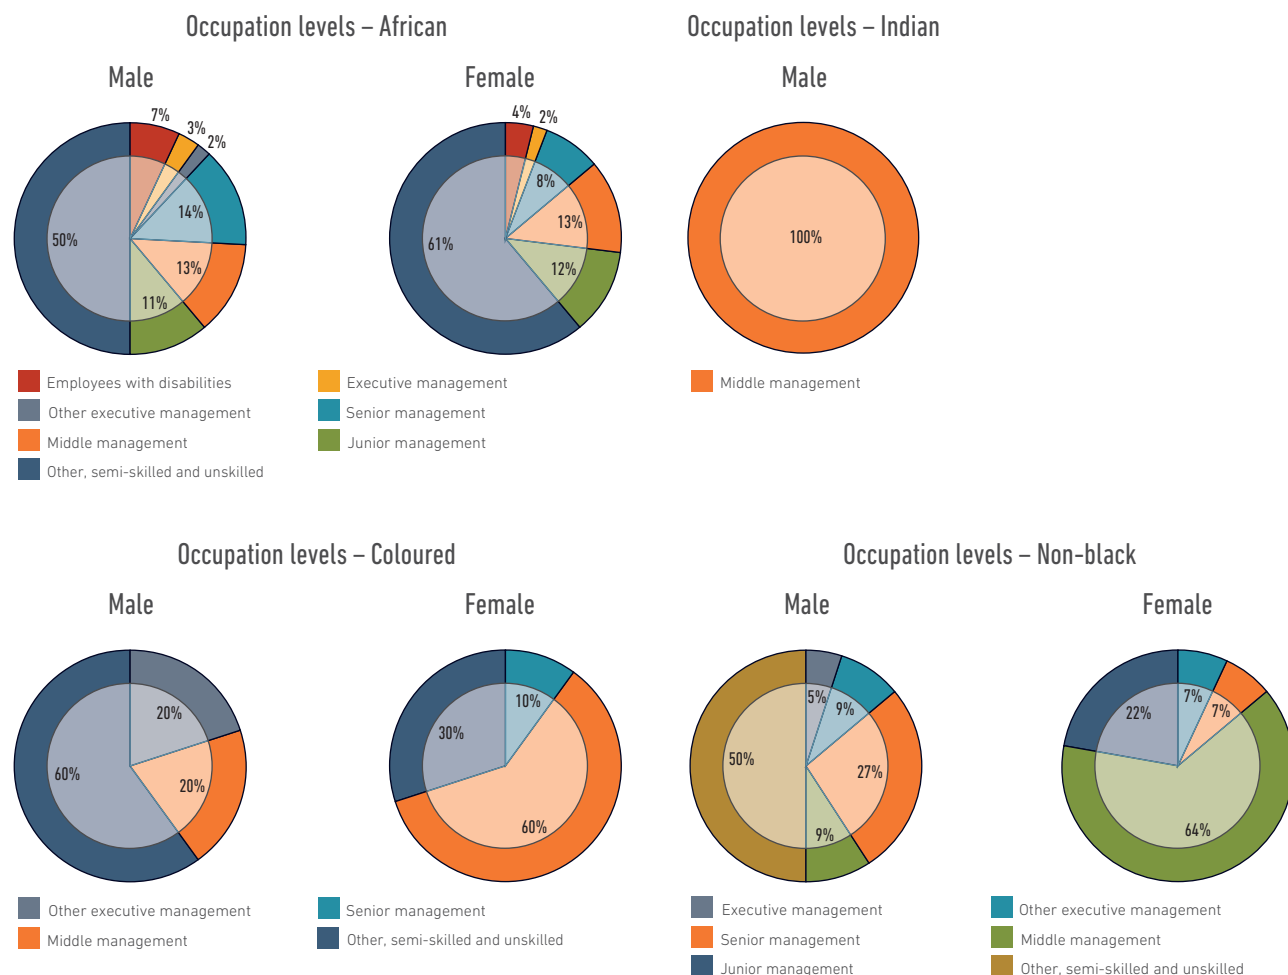 Occupation levels – African
Occupation levels – Indian
Male
Female
Male
7%
3%
2%
14%
13%
11%
50%
4%
2%
8%
13%
12%
61%
100%
Employees with disabilities
Executive management
Other executive management
Senior management
Middle management
Junior management
Other, semi-skilled and unskilled
Middle management
Occupation levels – Coloured
Occupation levels – Non-black
Male
Female
Male
Female
20%
20%
60%
10%
60%
30%
5%
9%
27%
9%
50%
7%
7%
64%
22%
Other executive management
Senior management
Middle management
Other, semi-skilled and unskilled
Executive management
Other executive management
Senior management
Middle management
Junior management
Other, semi-skilled and unskilled